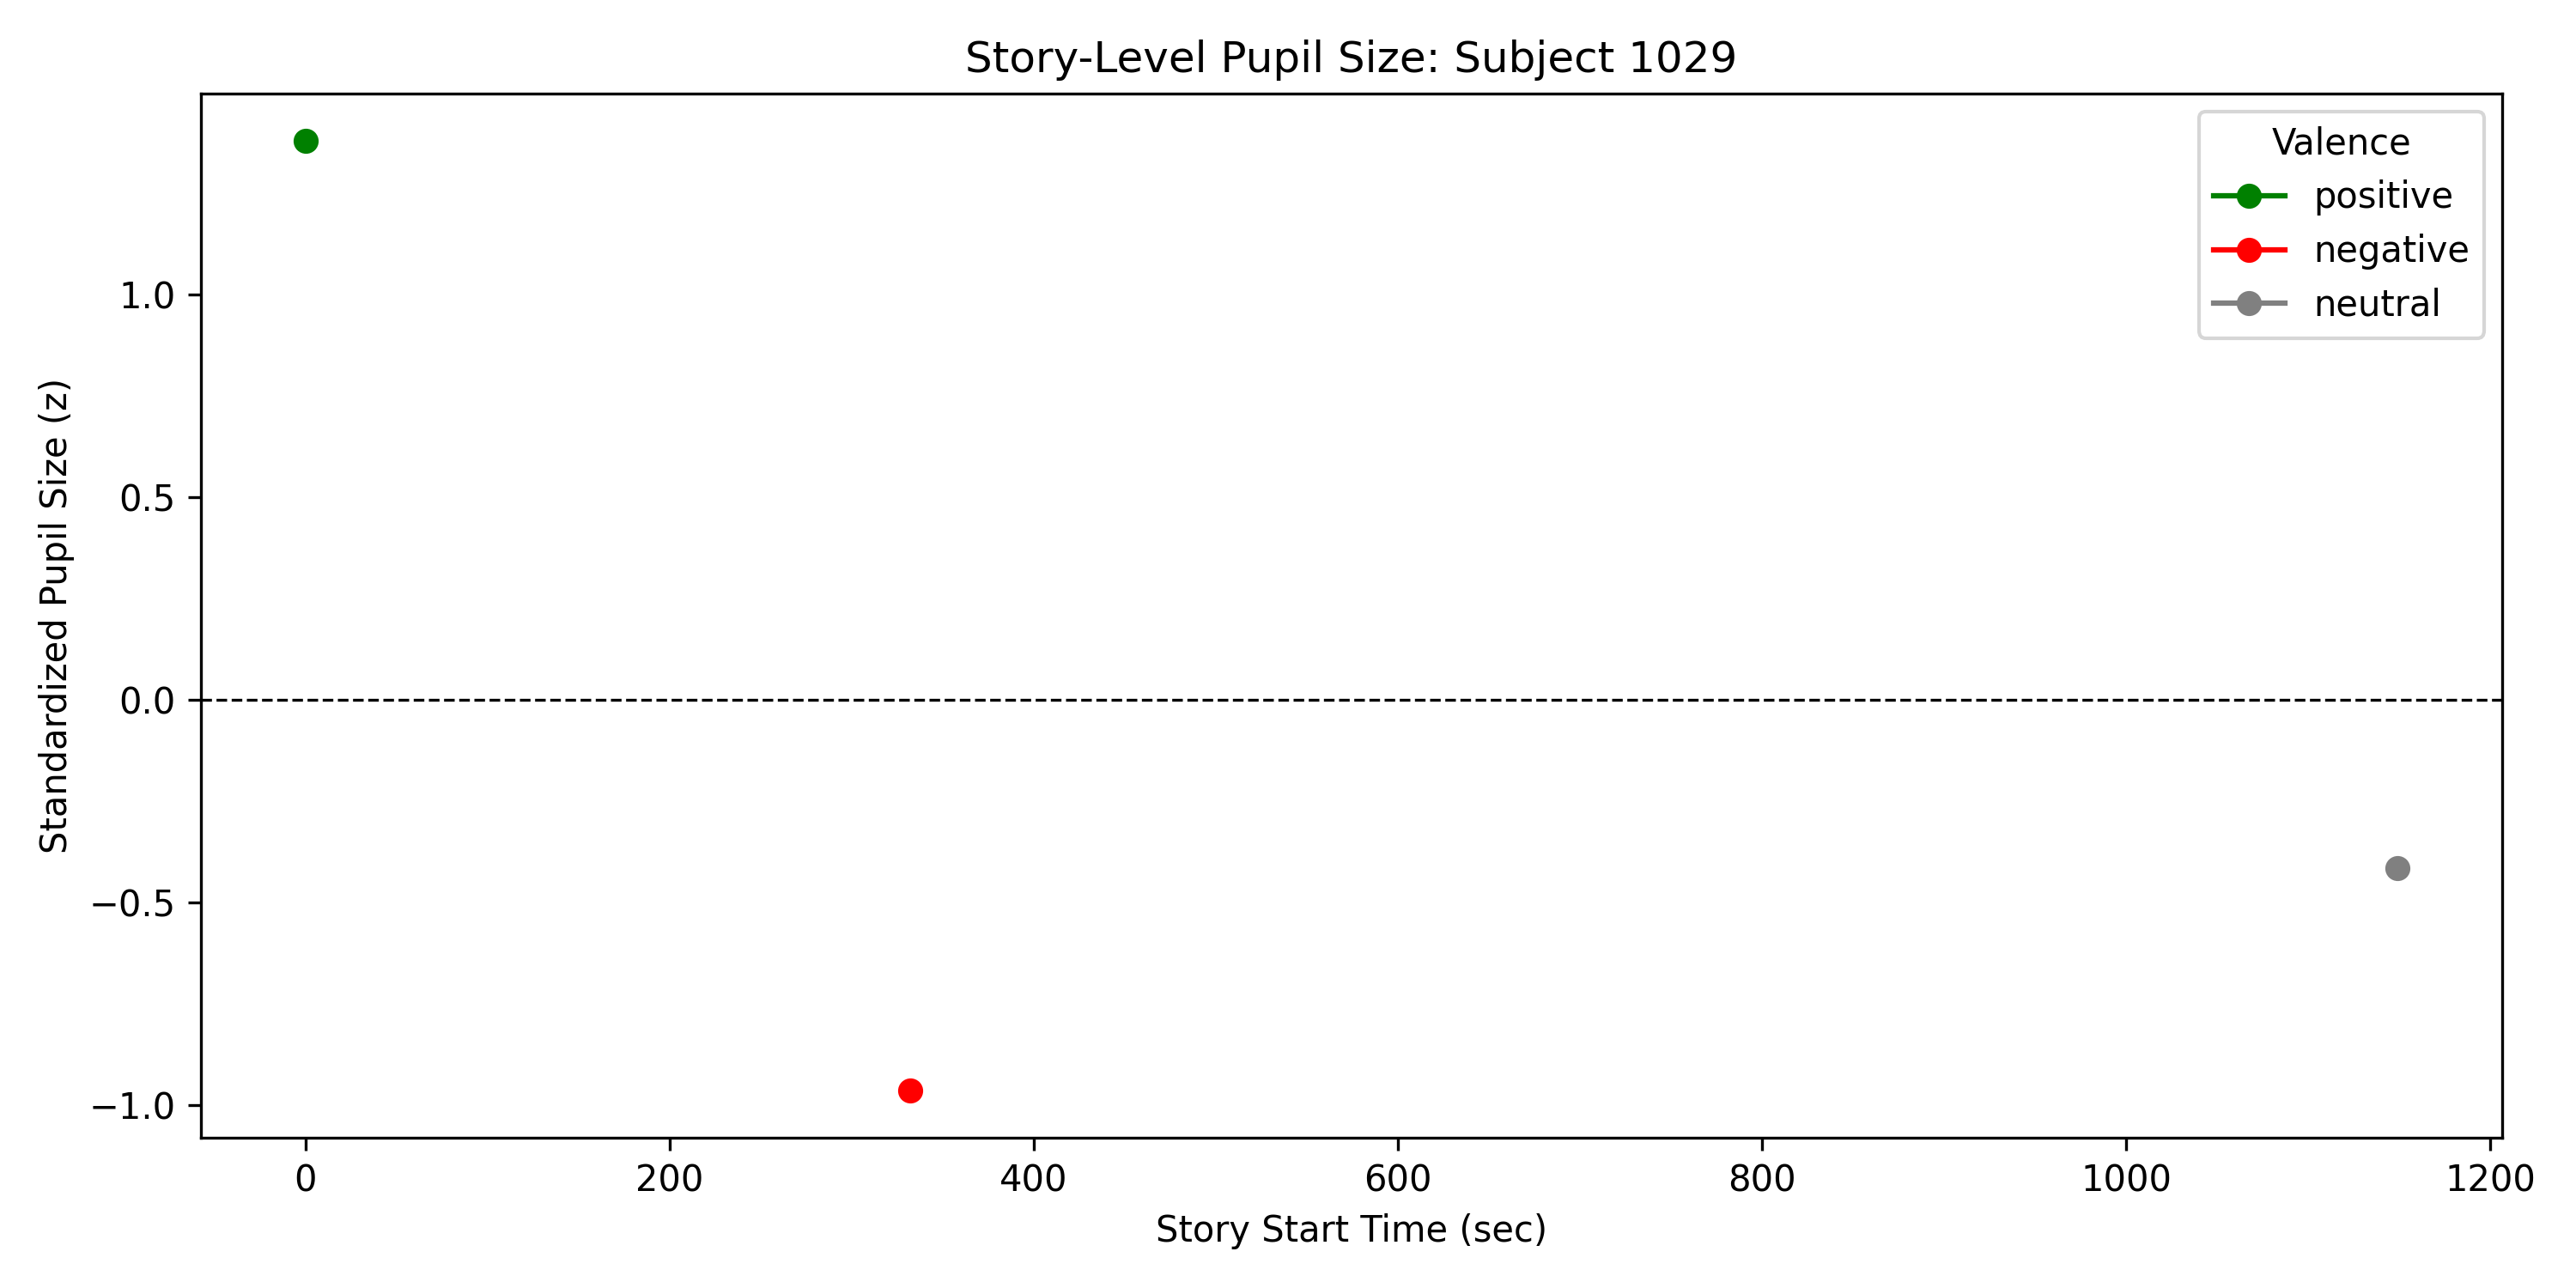 Story-Level Pupil Size: Subject 1029
Valence
positive
negative
neutral
1.0
0.5
0.0
−0.5
−1.0
Standardized Pupil Size (z)
0 200 400 600 800 1000 1200
Story Start Time (sec)